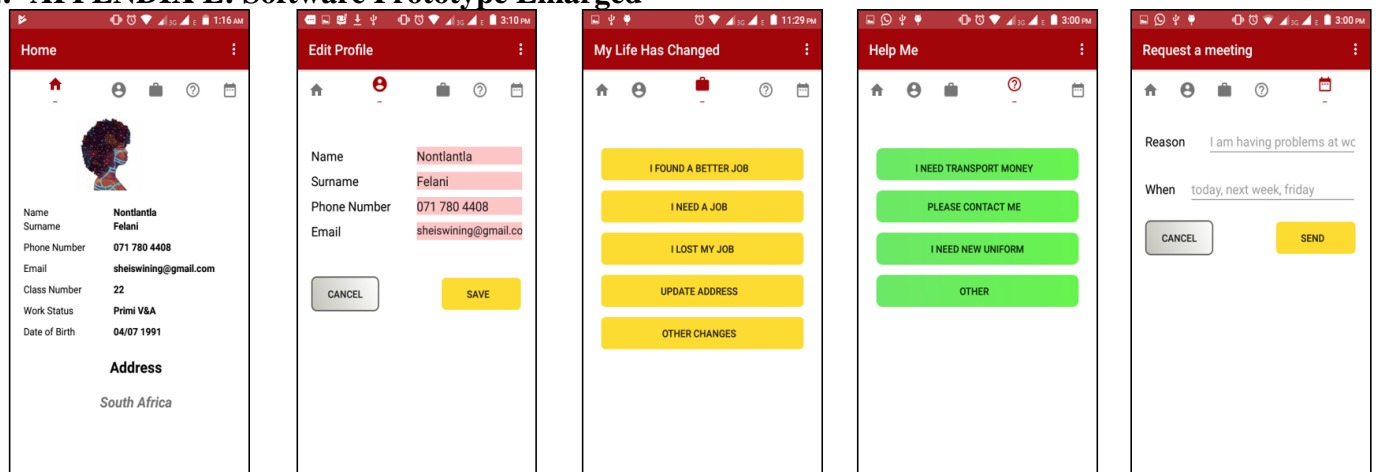 APPENDIX E: Software Prototype Enlarged
3G E 1:16 AM
Home
Name Nontlantla
Surname Felani
Phone Number 071 780 4408
Email sheiswining@gmail.com
Class Number 22
Work Status Primi V&A
Date of Birth 04/07 1991
Address
South Africa
3G E 3:10 PM
Edit Profile
Name Nontlantla
Surname Felani
Phone Number 071 780 4408
Email sheiswining@gmail.co
CANCEL SAVE
3G E 11:29 PM
My Life Has Changed
I FOUND A BETTER JOB
I NEED A JOB
I LOST MY JOB
UPDATE ADDRESS
OTHER CHANGES
3G E 3:00 PM
Help Me
I NEED TRANSPORT MONEY
PLEASE CONTACT ME
I NEED NEW UNIFORM
OTHER
3G E 3:00 PM
Request a meeting
Reason I am having problems at wo
When today, next week, friday
CANCEL SEND